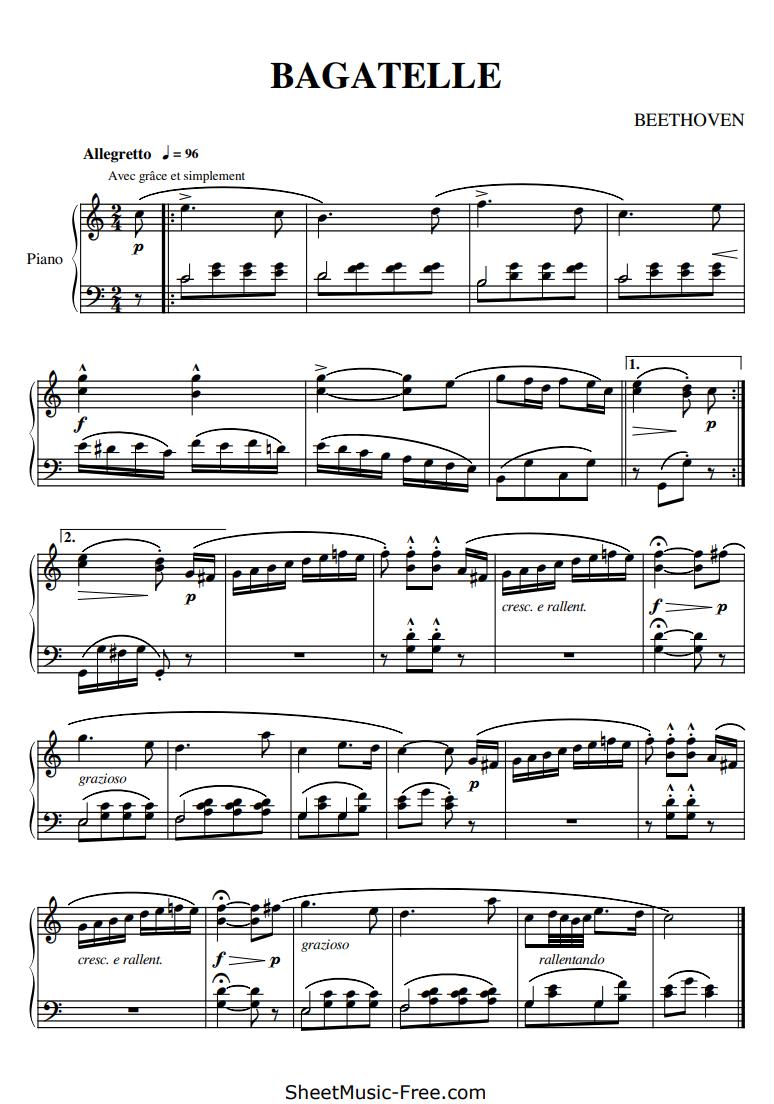 BAGATELLE
BEETHOVEN
Allegretto ♩ = 96
Avec grâce et simplement
Piano
p
f
1.
p
2.
p
cresc. e rallent.
f
p
grazioso
p
cresc. e rallent.
f
p
grazioso
rallentando
SheetMusic-Free.com